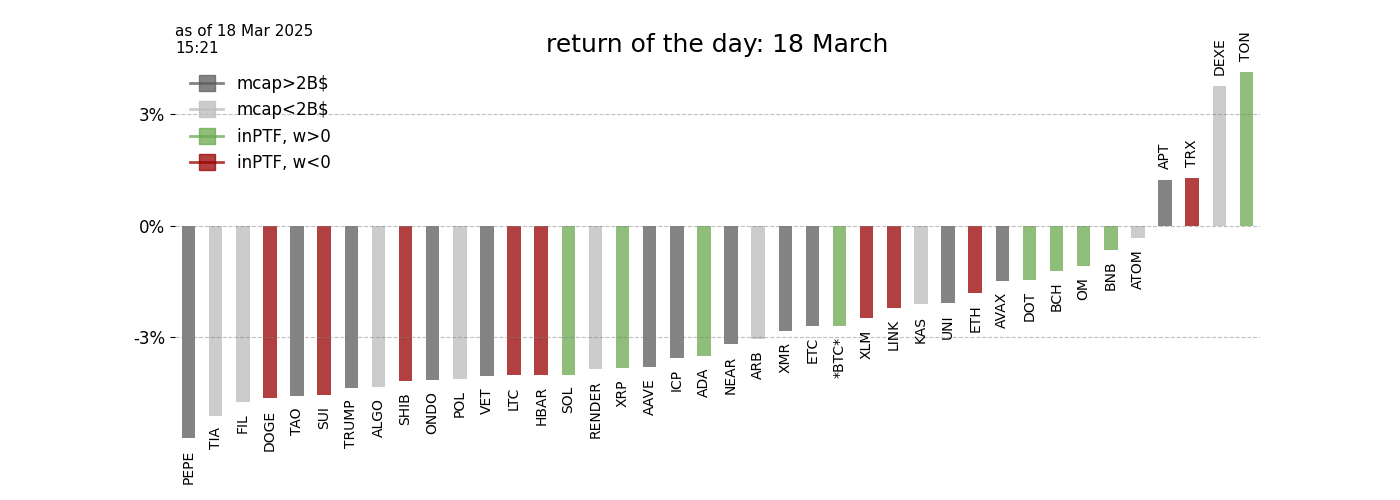 as of 18 Mar 2025
15:21
return of the day: 18 March
mcap>2B$
mcap<2B$
inPTF, w>0
inPTF, w<0
3%
0%
-3%
PEPE
TIA
FIL
DOGE
TAO
SUI
TRUMP
ALGO
SHIB
ONDO
POL
VET
LTC
HBAR
SOL
RENDER
XRP
AAVE
ICP
ADA
NEAR
ARB
XMR
ETC
*BTC*
XLM
LINK
KAS
UNI
ETH
AVAX
DOT
BCH
OM
BNB
ATOM
APT
TRX
DEXE
TON